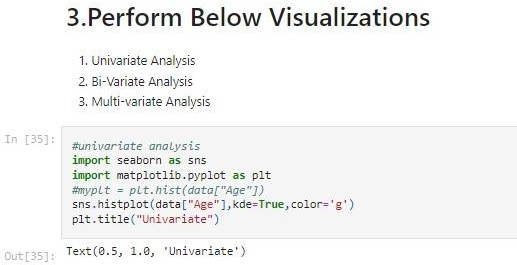 3.Perform Below Visualizations
1. Univariate Analysis
2. Bi-Variate Analysis
3. Multi-variate Analysis
In [35]:
#univariate analysis
import seaborn as sns
import matplotlib.pyplot as plt
#myplt = plt.hist(data["Age"])
sns.histplot(data["Age"],kde=True,color='g')
plt.title("Univariate")
Out[35]: Text(0.5, 1.0, 'Univariate')